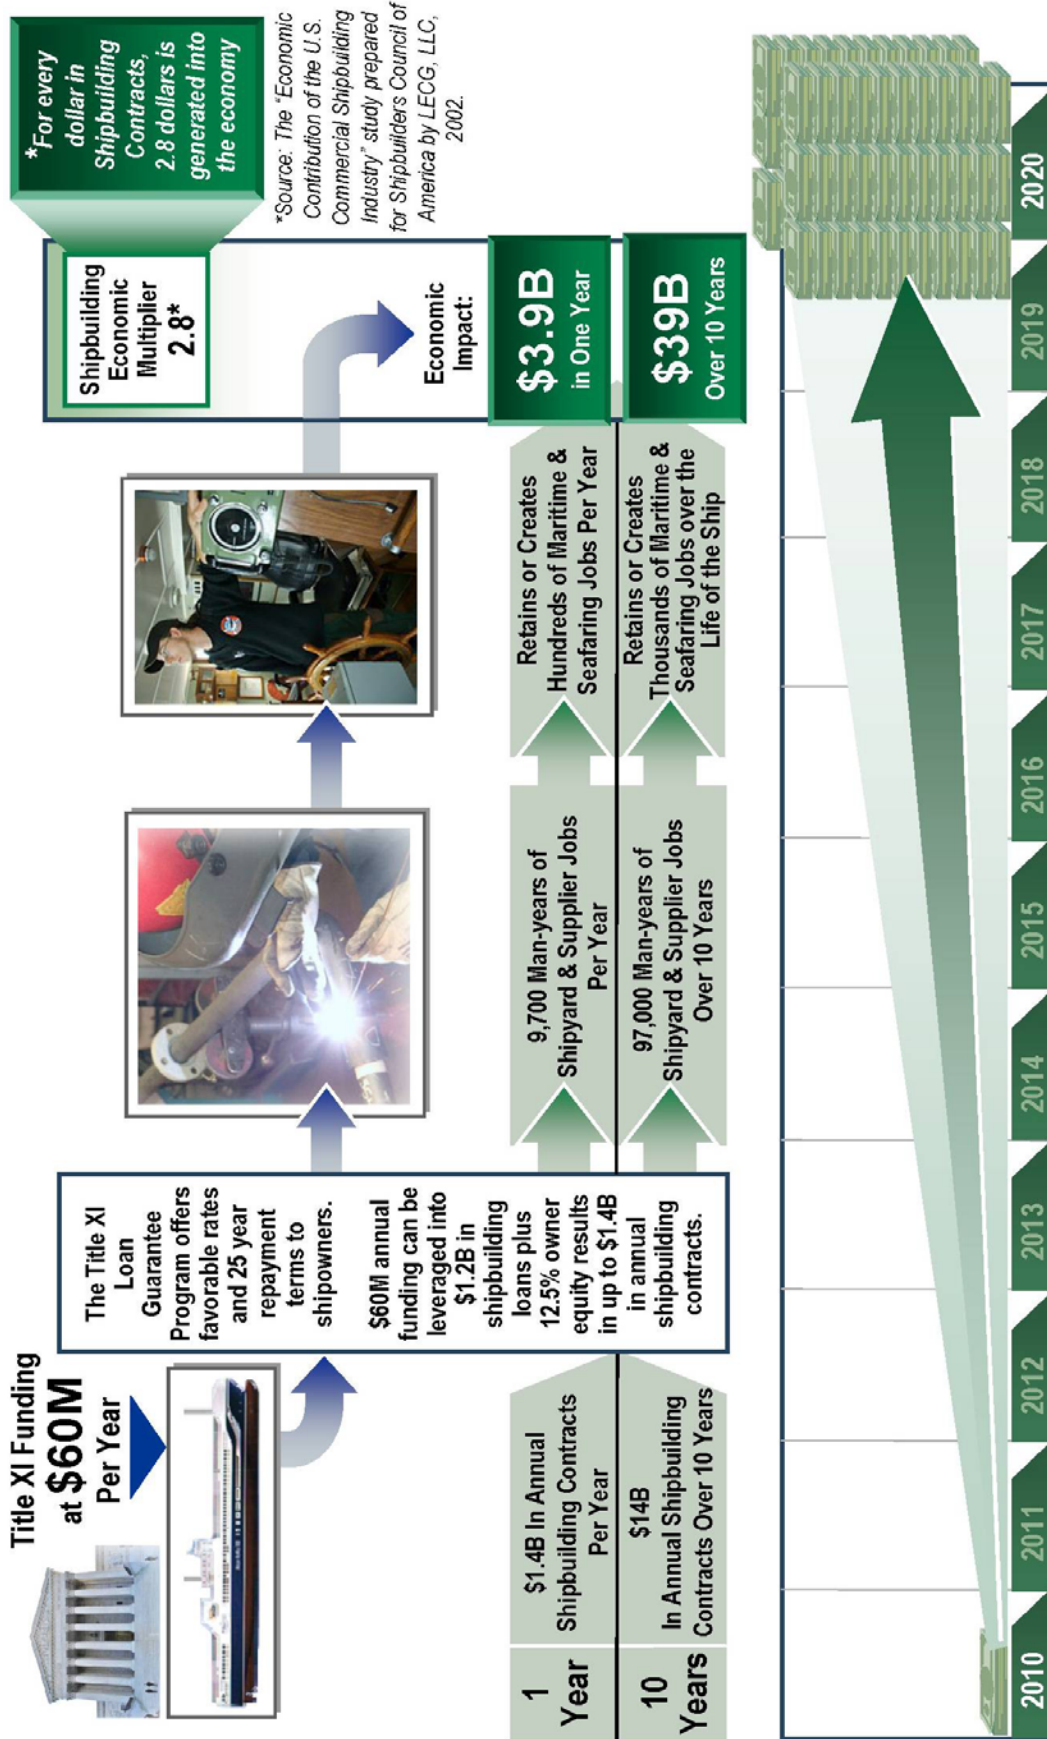 Title XI Funding
at $60M
Per Year
The Title XI
Loan
Guarantee
Program offers
favorable rates
and 25 year
repayment
terms to
shipowners.
$60M annual
funding can be
leveraged into
$1.2B in
shipbuilding
loans plus
12.5% owner
equity results
in up to $1.4B
in annual
shipbuilding
contracts.
Shipbuilding
Economic
Multiplier
2.8*
*For every
dollar in
Shipbuilding
Contracts,
2.8 dollars is
generated into
the economy
*Source: The "Economic
Contribution of the U.S.
Commercial Shipbuilding
Industry" study prepared
for Shipbuilders Council of
America by LECG, LLC,
2002.
Economic
Impact:
1
Year
$1.4B In Annual
Shipbuilding Contracts
Per Year
9,700 Man-years of
Shipyard & Supplier Jobs
Per Year
Retains or Creates
Hundreds of Maritime &
Seafaring Jobs Per Year
$3.9B
in One Year
10
Years
$14B
In Annual Shipbuilding
Contracts Over 10 Years
97,000 Man-years of
Shipyard & Supplier Jobs
Over 10 Years
Retains or Creates
Thousands of Maritime &
Seafaring Jobs over the
Life of the Ship
$39B
Over 10 Years
2010 2011 2012 2013 2014 2015 2016 2017 2018 2019 2020